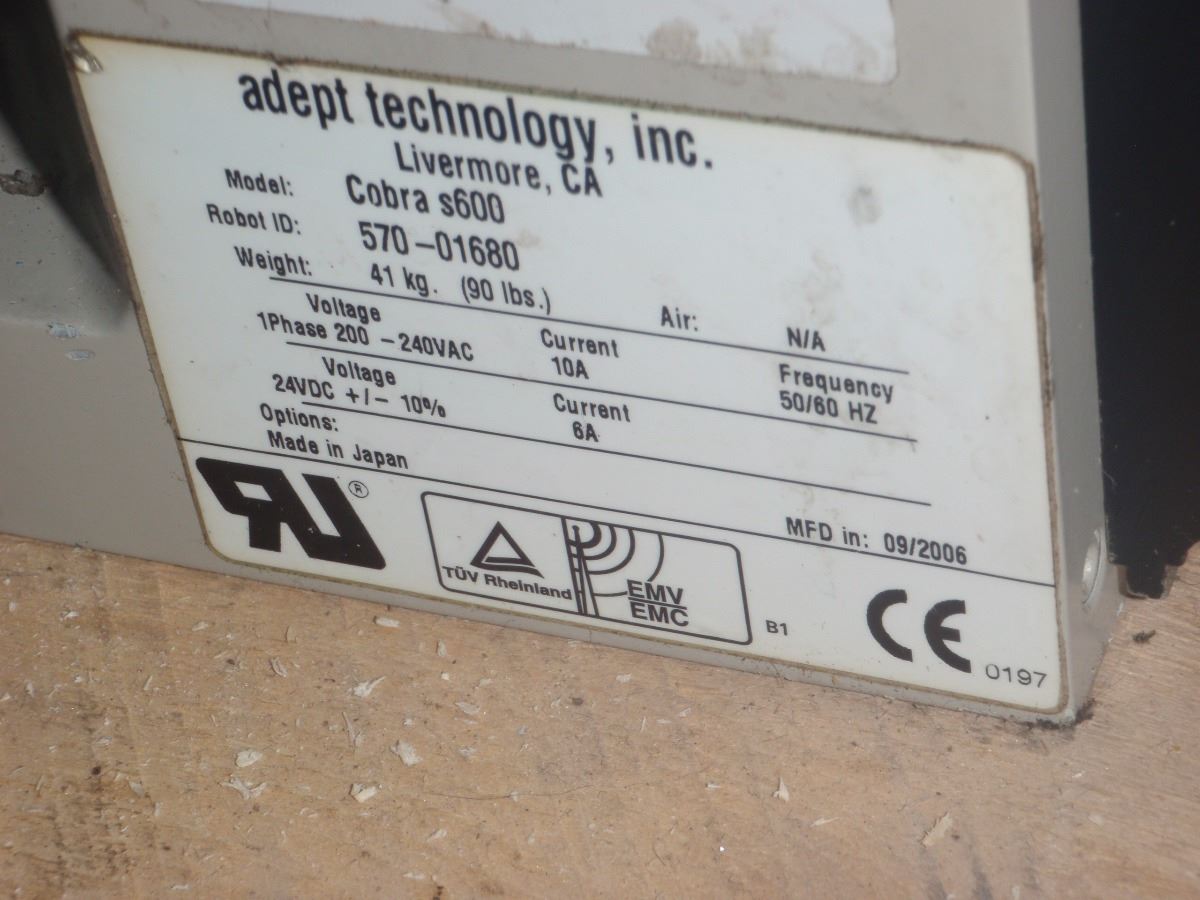 adept technology, inc.
Livermore, CA
Model: Cobra s600
Robot ID: 570-01680
Weight: 41 kg. (90 lbs.) Air: N/A
Voltage Current Frequency
1Phase 200 - 240VAC 10A 50/60 HZ
Voltage Current
24VDC +/- 10% 6A
Options:
Made in Japan MFD in: 09/2006
RU®
TÜV Rheinland EMV
EMC
B1 CE 0197